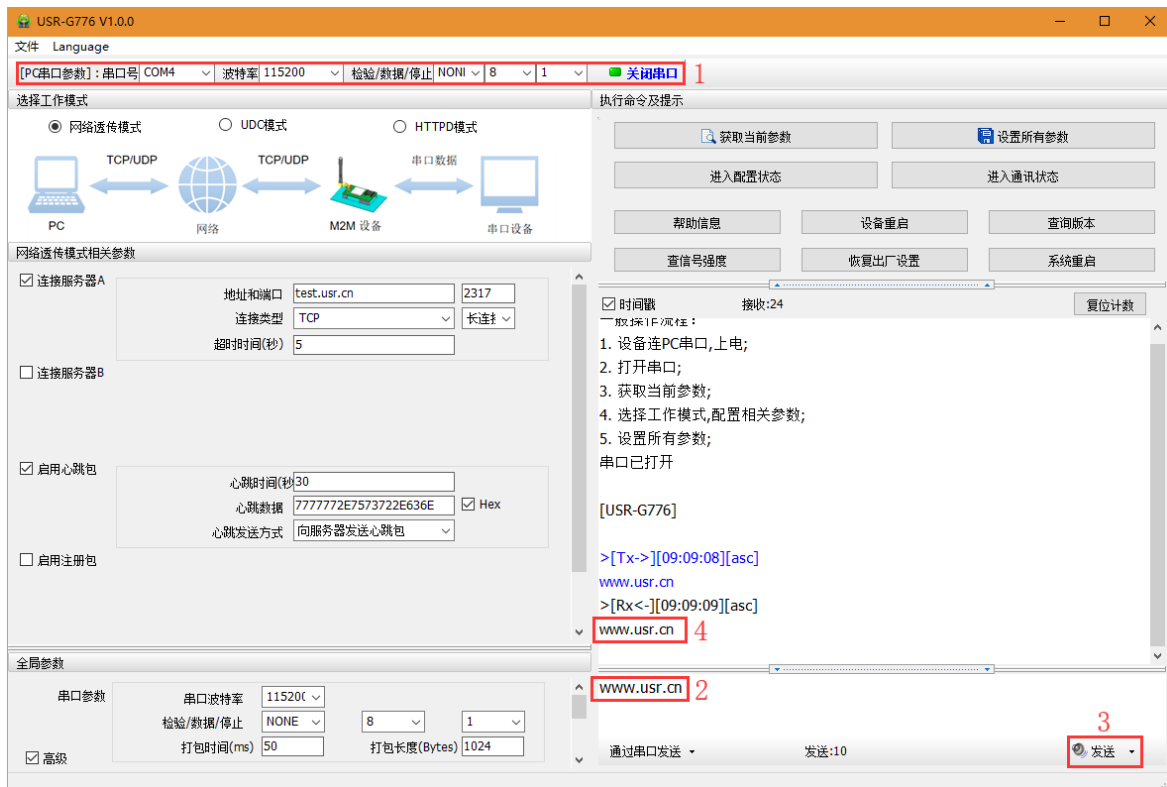 USR-G776 V1.0.0
文件 Language
[PC串口参数]：串口号 COM4 波特率 115200 检验/数据/停止 NONI 8 1 关闭串口 1
选择工作模式
网络透传模式 UDC模式 HTTPD模式
TCP/UDP TCP/UDP 串口数据
PC 网络 M2M 设备 串口设备
网络透传模式相关参数
连接服务器A
地址和端口 test.usr.cn 2317
连接类型 TCP 长连接
超时时间(秒) 5
连接服务器B
启用心跳包
心跳时间(秒 30
心跳数据 7777772E7573722E636E Hex
心跳发送方式 向服务器发送心跳包
启用注册包
全局参数
串口参数 串口波特率 115200
检验/数据/停止 NONE 8 1
打包时间(ms) 50 打包长度(Bytes) 1024
高级
执行命令及提示
获取当前参数 设置所有参数
进入配置状态 进入通讯状态
帮助信息 设备重启 查询版本
查信号强度 恢复出厂设置 系统重启
时间戳 接收:24 复位计数
一般操作流程：
1. 设备连PC串口,上电;
2. 打开串口;
3. 获取当前参数;
4. 选择工作模式,配置相关参数;
5. 设置所有参数;
串口已打开
[USR-G776]
>[Tx->][09:09:08][asc]
www.usr.cn
>[Rx<-][09:09:09][asc]
www.usr.cn 4
www.usr.cn 2
3
通过串口发送 发送:10 发送